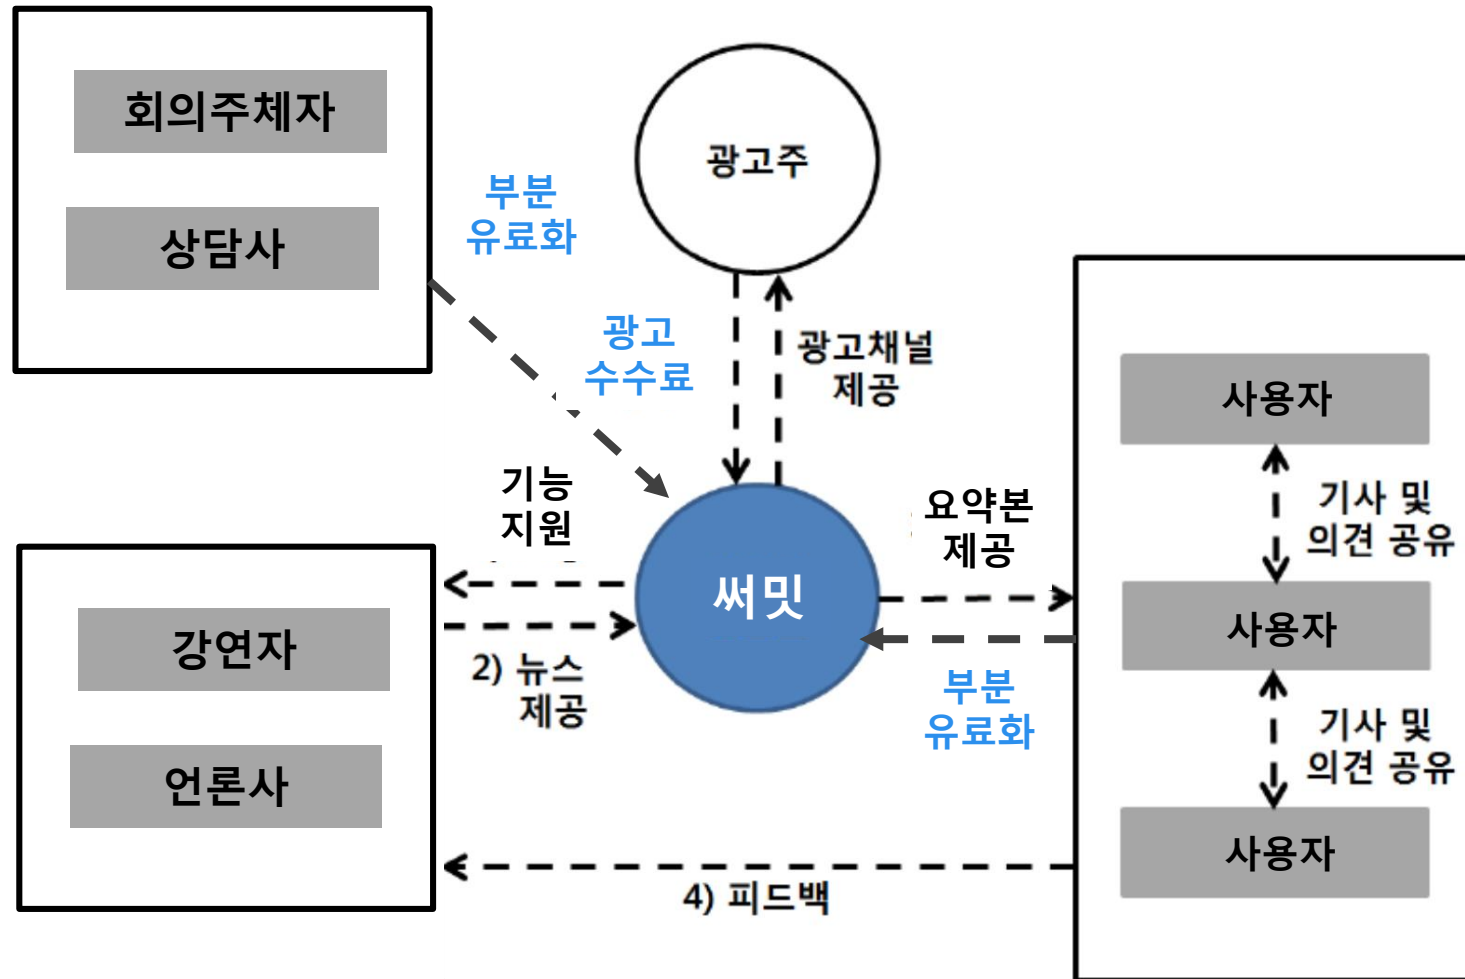 회의주체자
상담사
부분
유료화
광고주
광고
수수료
광고채널
제공
기능
지원
써밋
요약본
제공
2) 뉴스
제공
부분
유료화
강연자
언론사
4) 피드백
사용자
기사 및
의견 공유
사용자
기사 및
의견 공유
사용자